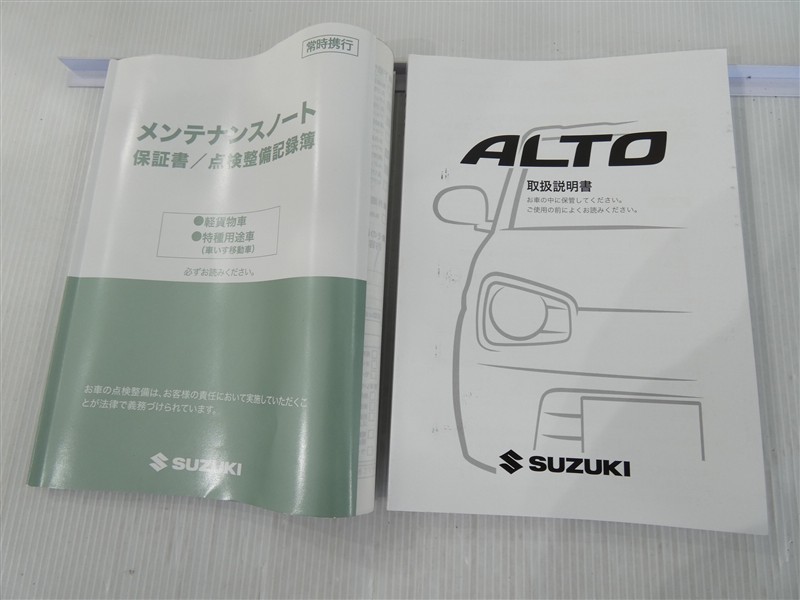 常時携行
メンテナンスノート
保証書／点検整備記録簿
●軽貨物車
●特種用途車
(車いす移動車)
必ずお読みください。
お車の点検整備は、お客様の責任において実施していただくこ
とが法律で義務づけられています。
SUZUKI
ALTO
取扱説明書
お車の中に保管してください。
ご使用の前によくお読みください。
SUZUKI